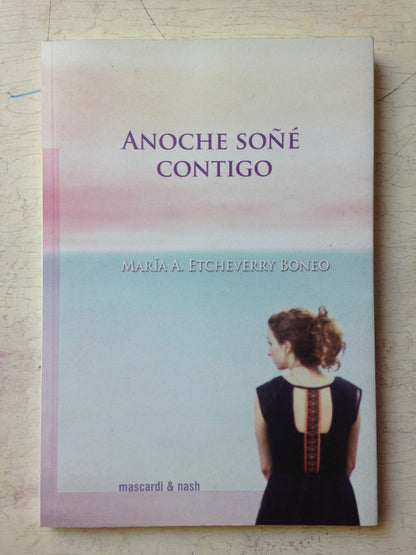 ANOCHE SOÑÉ
CONTIGO
MARÍA A. ETCHEVERRY BONEO
mascardi & nash